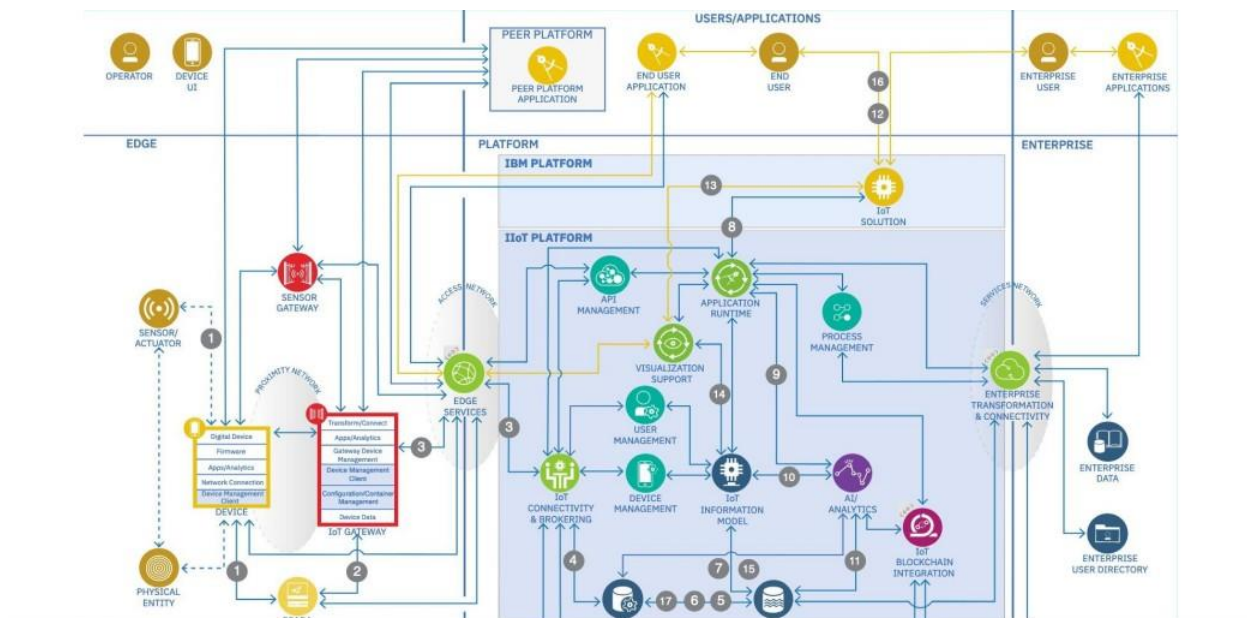 USERS/APPLICATIONS
OPERATOR
DEVICE
UI
PEER PLATFORM
PEER PLATFORM
APPLICATION
END USER
APPLICATION
END
USER
16
12
ENTERPRISE
USER
ENTERPRISE
APPLICATIONS
EDGE
PLATFORM
ENTERPRISE
IBM PLATFORM
13
IoT
SOLUTION
8
IIoT PLATFORM
SENSOR
GATEWAY
ACCESS NETWORK
API
MANAGEMENT
APPLICATION
RUNTIME
PROCESS
MANAGEMENT
SERVICES NETWORK
SENSOR/
ACTUATOR
1
VISUALIZATION
SUPPORT
9
14
PROXIMITY NETWORK
EDGE
SERVICES
ENTERPRISE
TRANSFORMATION
& CONNECTIVITY
USER
MANAGEMENT
3
3
Digital Device
Firmware
Apps/Analytics
Network Connection
Device Management
Client
DEVICE
Transform/Connect
Apps/Analytics
Gateway Device
Management
Device Management
Client
Configuration/Container
Management
Device Data
IoT GATEWAY
IoT
CONNECTIVITY
& BROKERING
DEVICE
MANAGEMENT
IoT
INFORMATION
MODEL
10
AI/
ANALYTICS
ENTERPRISE
DATA
IoT
BLOCKCHAIN
INTEGRATION
ENTERPRISE
USER DIRECTORY
PHYSICAL
ENTITY
1
2
4
7
15
11
17
6
5